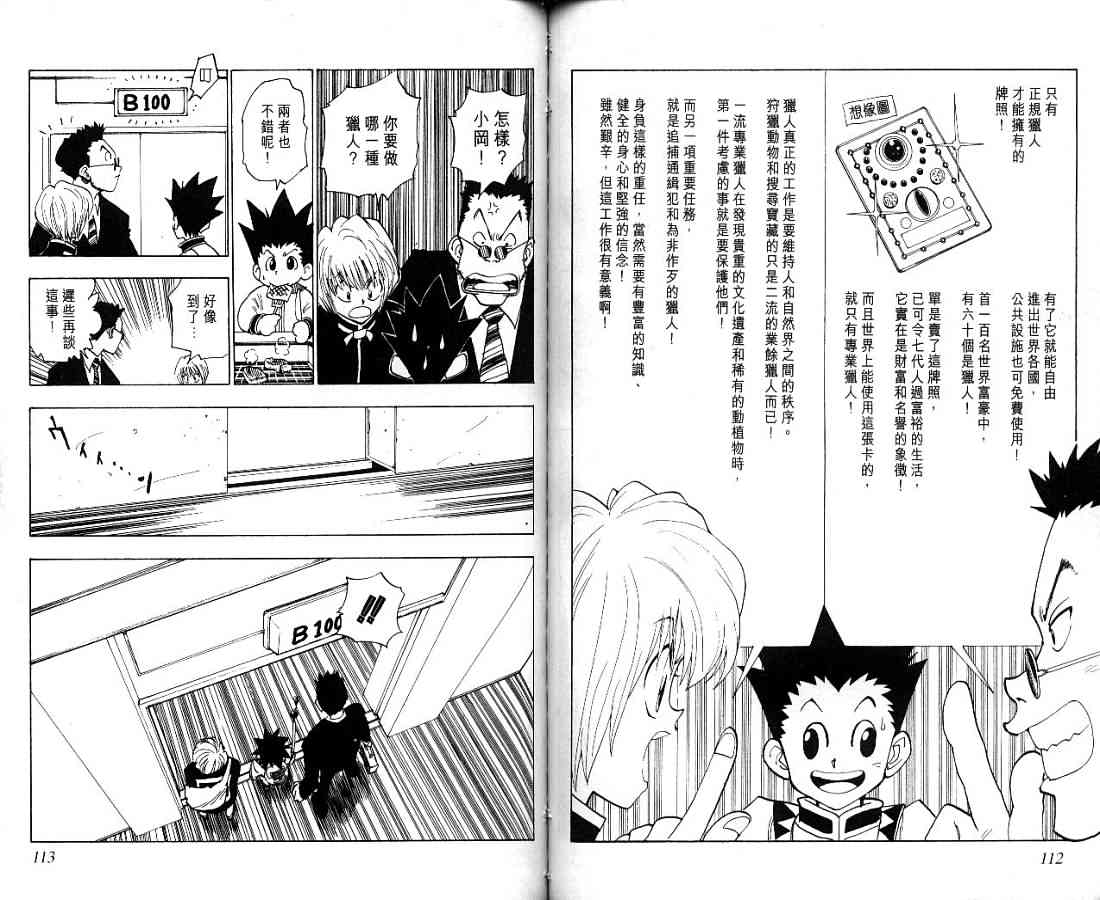 只有
正規獵人
才能擁有的
牌照！
想像圖
有了它就能自由
進出世界各國，
公共設施也可免費使用！
首一百名世界富豪中，
有六十個是獵人！
單是賣了這牌照，
已可令七代人過富裕的生活，
它實在是財富和名譽的象徵！
而且世界上能使用這張卡的，
就只有專業獵人！
獵人真正的工作是要維持人和自然界之間的秩序。
狩獵動物和搜尋寶藏的只是二流的業餘獵人而已！
一流專業獵人在發現貴重的文化遺產和稀有的動植物時，
第一件考慮的事就是要保護他們！
而另一項重要任務，
就是追捕通緝犯和為非作歹的獵人！
身負這樣的重任，當然需要有豐富的知識、
健全的身心和堅強的信念！
雖然艱辛，但這工作很有意義啊！
112
怎樣？
小岡！
你要做
哪一種
獵人？
兩者也
不錯呢！
B100
好像
到了…
遲些再談
這事！
ウィィ…ン
B100
!!
113